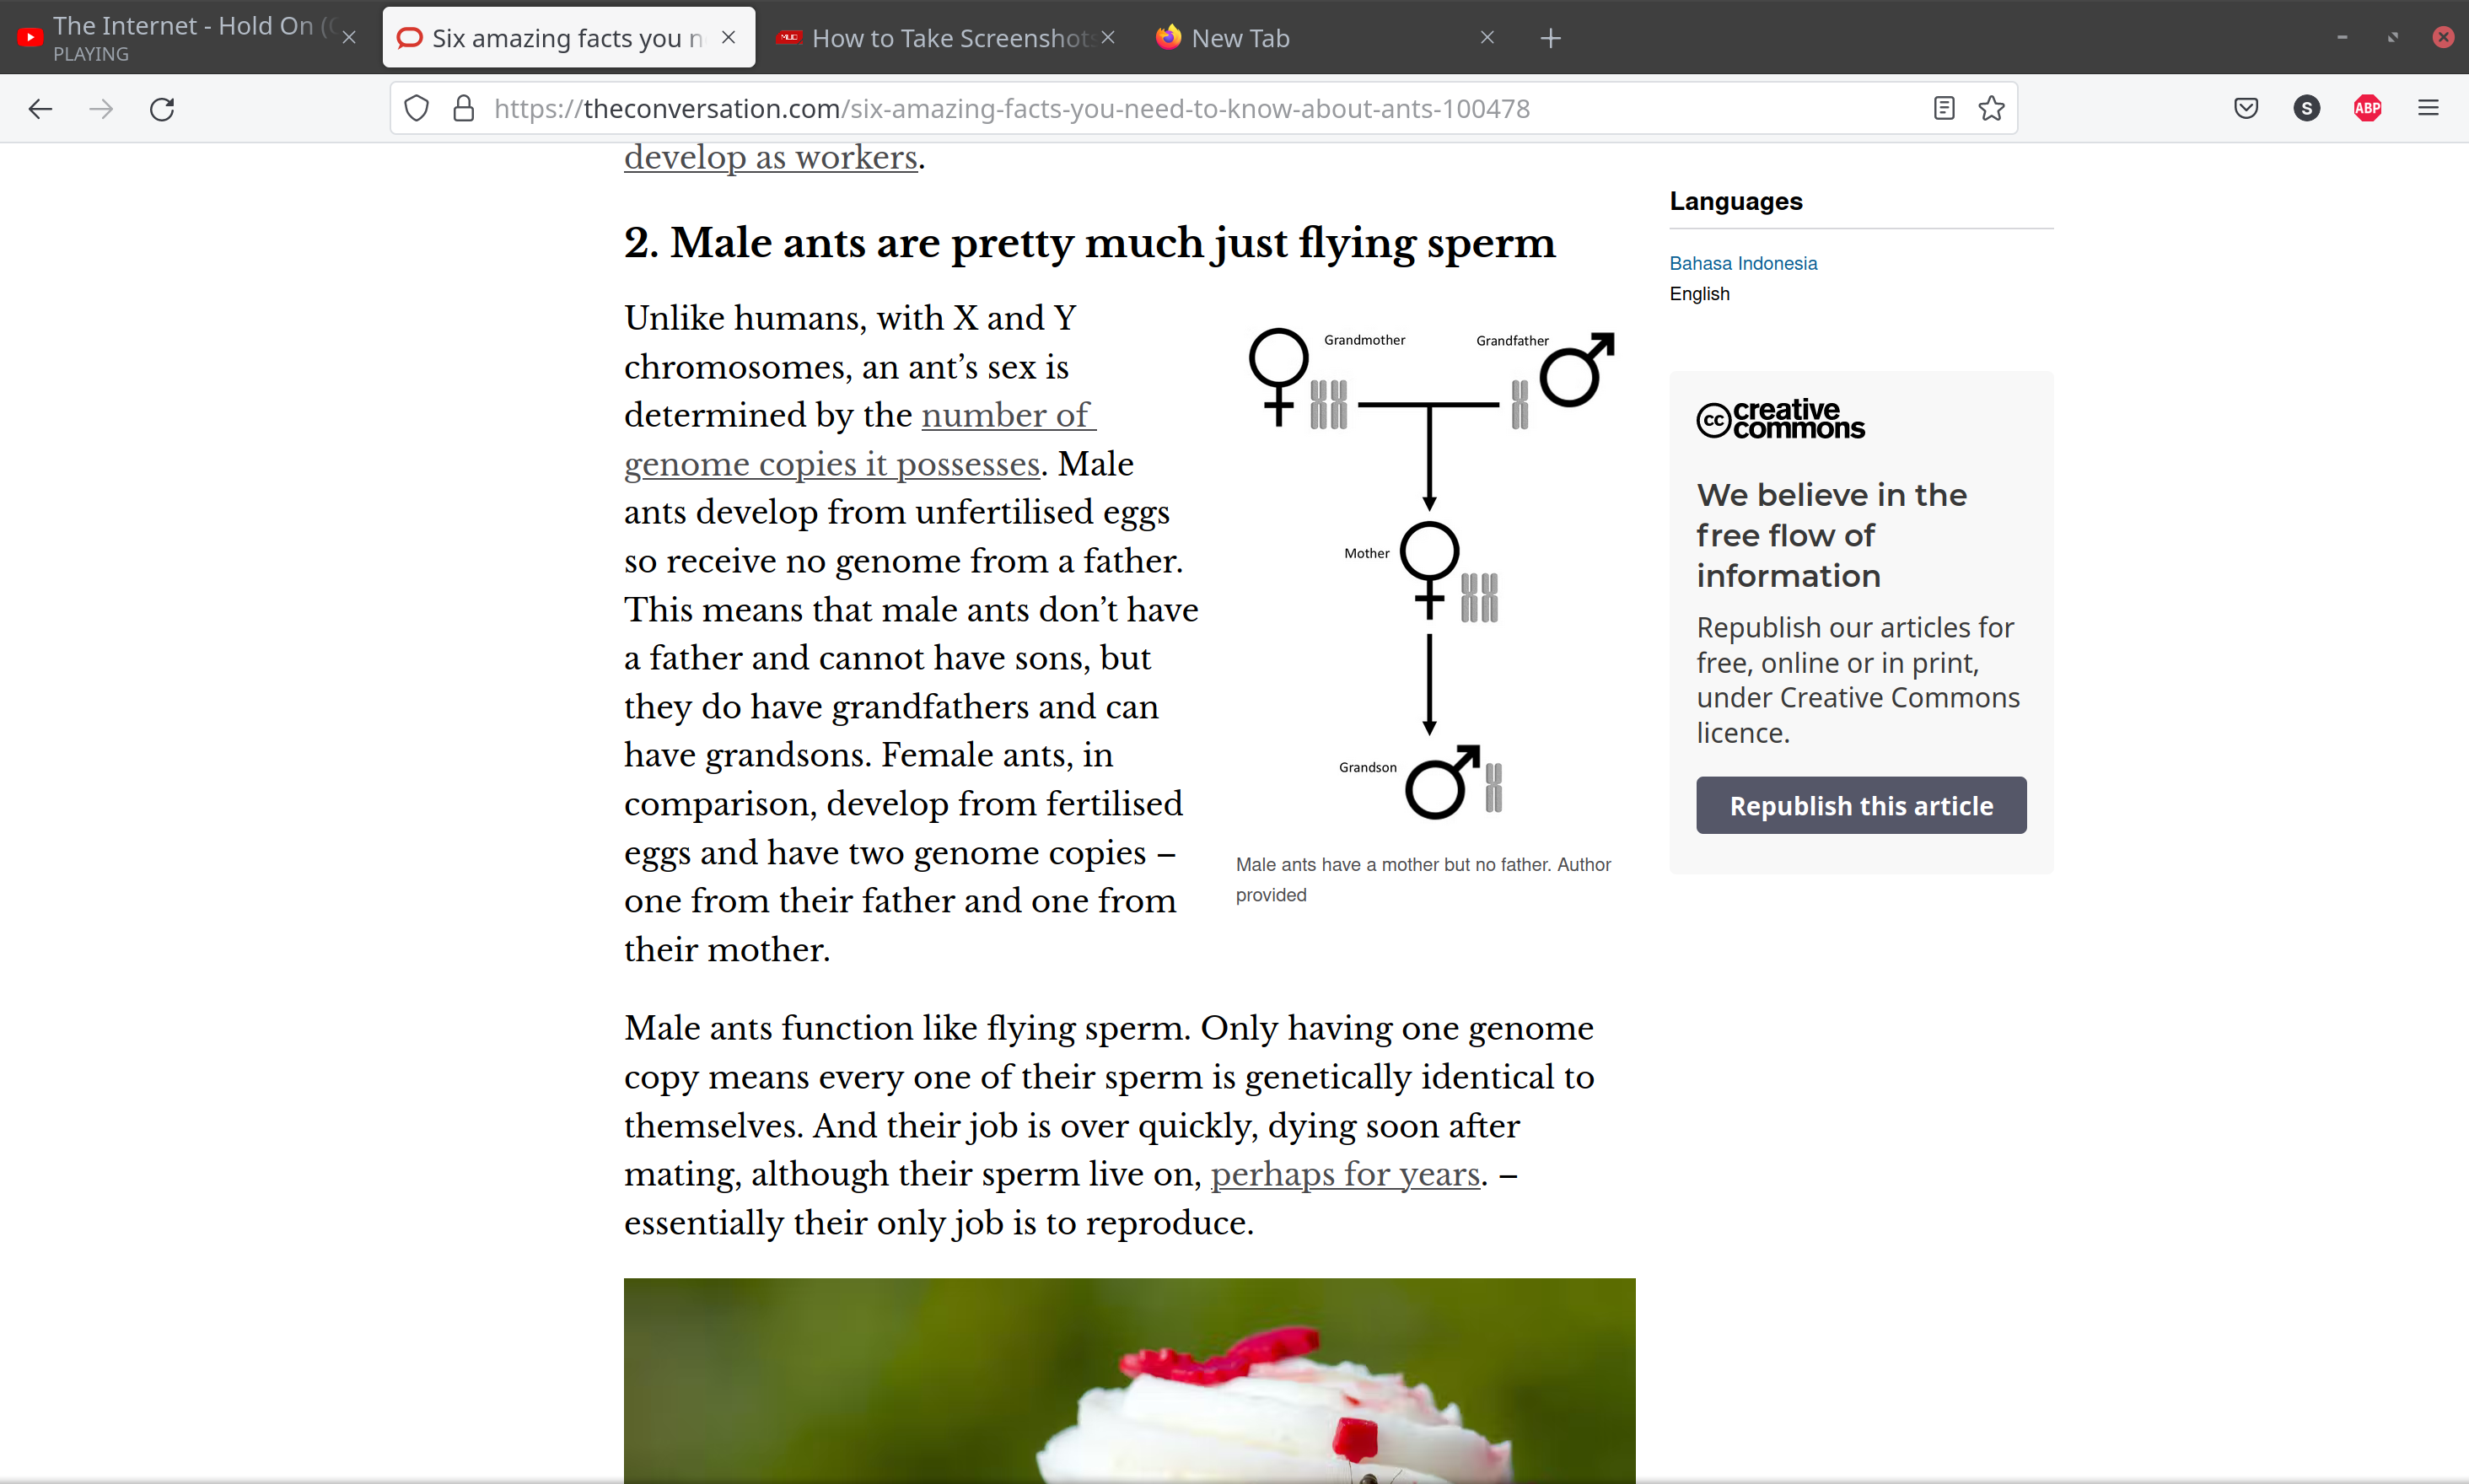 The Internet - Hold On (
PLAYING
Six amazing facts you n
How to Take Screenshot
New Tab
https://theconversation.com/six-amazing-facts-you-need-to-know-about-ants-100478
S
ABP
develop as workers.
2. Male ants are pretty much just flying sperm
Unlike humans, with X and Y
chromosomes, an ant’s sex is
determined by the number of
genome copies it possesses. Male
ants develop from unfertilised eggs
so receive no genome from a father.
This means that male ants don’t have
a father and cannot have sons, but
they do have grandfathers and can
have grandsons. Female ants, in
comparison, develop from fertilised
eggs and have two genome copies –
one from their father and one from
their mother.
Grandmother
Grandfather
Mother
Grandson
Male ants have a mother but no father. Author
provided
Male ants function like flying sperm. Only having one genome
copy means every one of their sperm is genetically identical to
themselves. And their job is over quickly, dying soon after
mating, although their sperm live on, perhaps for years. –
essentially their only job is to reproduce.
Languages
Bahasa Indonesia
English
cc creative
commons
We believe in the
free flow of
information
Republish our articles for
free, online or in print,
under Creative Commons
licence.
Republish this article